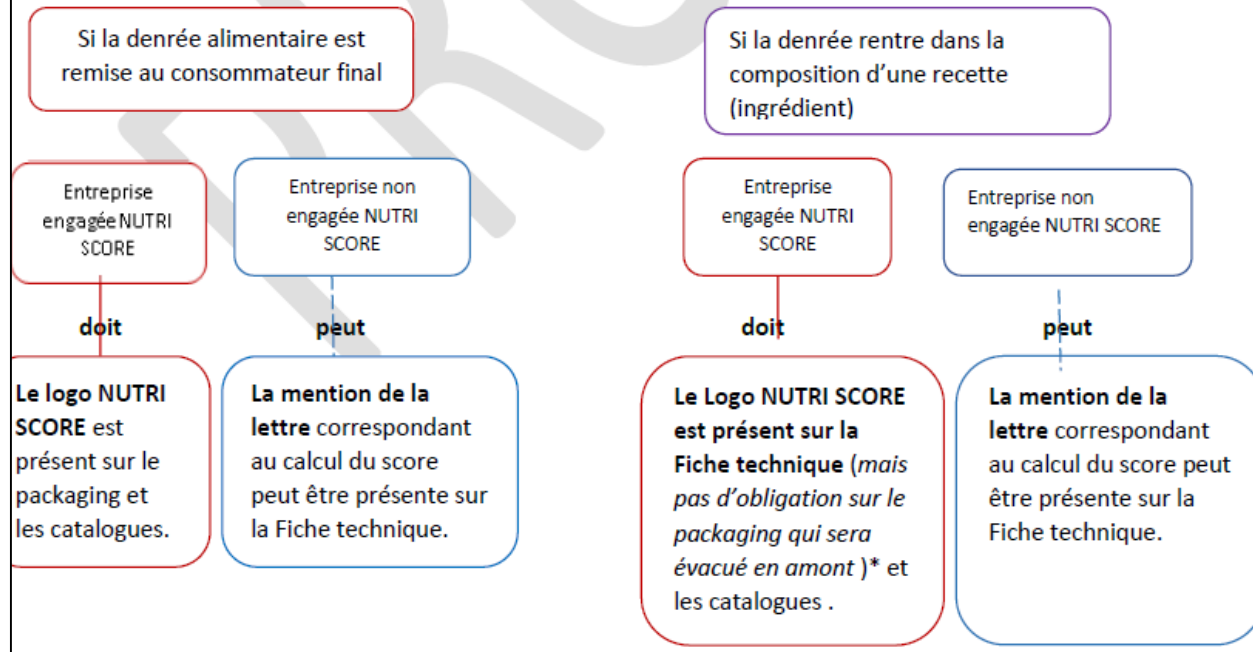 Si la denrée alimentaire est
remise au consommateur final
Si la denrée rentre dans la
composition d'une recette
(ingrédient)
Entreprise
engagée NUTRI
SCORE
Entreprise non
engagée NUTRI
SCORE
Entreprise
engagée NUTRI
SCORE
Entreprise non
engagée NUTRI SCORE
doit
peut
doit
peut
Le logo NUTRI
SCORE est
présent sur le
packaging et
les catalogues.
La mention de la
lettre correspondant
au calcul du score
peut être présente sur
la Fiche technique.
Le Logo NUTRI SCORE
est présent sur la
Fiche technique (mais
pas d'obligation sur le
packaging qui sera
évacué en amont )* et
les catalogues .
La mention de la
lettre correspondant
au calcul du score peut
être présente sur la
Fiche technique.